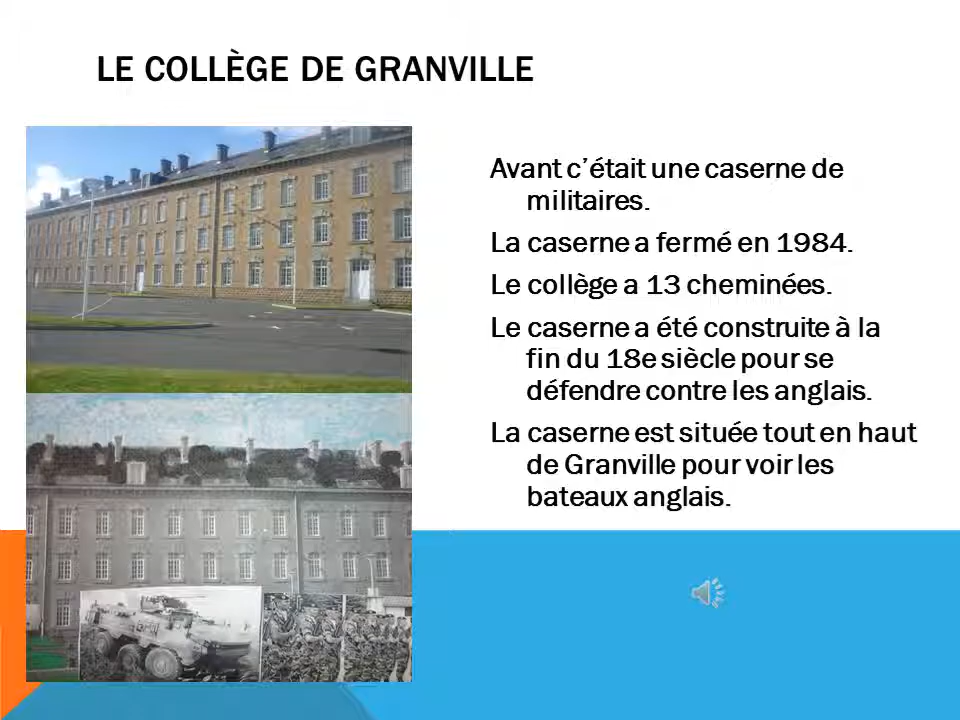 LE COLLÈGE DE GRANVILLE
Avant c’était une caserne de
militaires.
La caserne a fermé en 1984.
Le collège a 13 cheminées.
Le caserne a été construite à la
fin du 18e siècle pour se
défendre contre les anglais.
La caserne est située tout en haut
de Granville pour voir les
bateaux anglais.